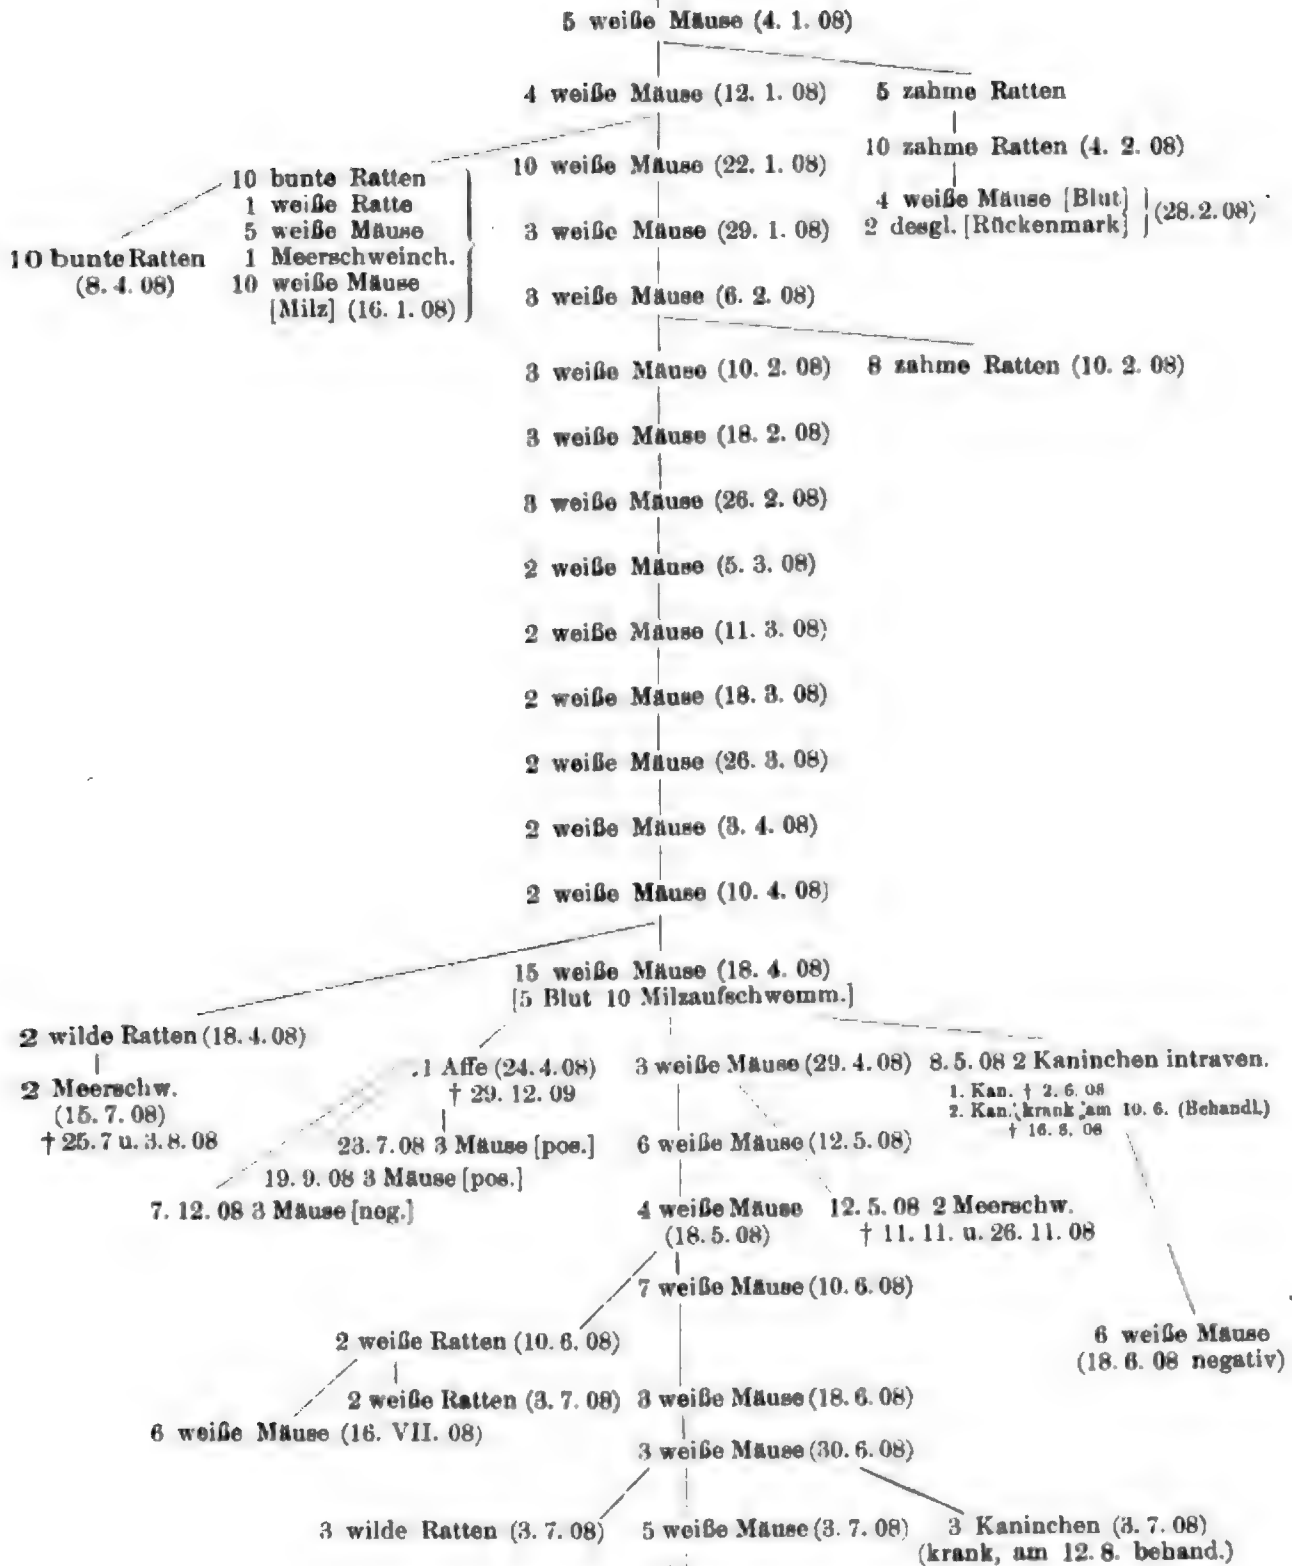 5 weiße Mäuse (4. 1. 08)
4 weiße Mäuse (12. 1. 08)
5 zahme Ratten
10 zahme Ratten (4. 2. 08)
10 weiße Mäuse (22. 1. 08)
10 bunte Ratten
1 weiße Ratte
5 weiße Mäuse
1 Meerschweinch.
10 weiße Mäuse
[Milz] (16. 1. 08)
4 weiße Mäuse [Blut]
2 desgl. [Rückenmark]
(28. 2. 08)
3 weiße Mäuse (29. 1. 08)
10 bunte Ratten
(8. 4. 08)
3 weiße Mäuse (6. 2. 08)
3 weiße Mäuse (10. 2. 08)
8 zahme Ratten (10. 2. 08)
3 weiße Mäuse (18. 2. 08)
3 weiße Mäuse (26. 2. 08)
2 weiße Mäuse (5. 3. 08)
2 weiße Mäuse (11. 3. 08)
2 weiße Mäuse (18. 3. 08)
2 weiße Mäuse (26. 3. 08)
2 weiße Mäuse (3. 4. 08)
2 weiße Mäuse (10. 4. 08)
15 weiße Mäuse (18. 4. 08)
[5 Blut 10 Milzaufschwemm.]
2 wilde Ratten (18. 4. 08)
2 Meerschw.
(15. 7. 08)
† 25. 7 u. 3. 8. 08
1 Affe (24. 4. 08)
† 29. 12. 09
23. 7. 08 3 Mäuse [pos.]
19. 9. 08 3 Mäuse [pos.]
7. 12. 08 3 Mäuse [neg.]
3 weiße Mäuse (29. 4. 08)
8. 5. 08 2 Kaninchen intraven.
1. Kan. † 2. 6. 08
2. Kan. krank am 10. 6. (Behandl.)
† 16. 8. 08
6 weiße Mäuse (12. 5. 08)
4 weiße Mäuse
(18. 5. 08)
12. 5. 08 2 Meerschw.
† 11. 11. u. 26. 11. 08
7 weiße Mäuse (10. 6. 08)
2 weiße Ratten (10. 6. 08)
6 weiße Mäuse
(18. 6. 08 negativ)
2 weiße Ratten (3. 7. 08)
3 weiße Mäuse (18. 6. 08)
6 weiße Mäuse (16. VII. 08)
3 weiße Mäuse (30. 6. 08)
3 wilde Ratten (3. 7. 08)
5 weiße Mäuse (3. 7. 08)
3 Kaninchen (3. 7. 08)
(krank, am 12. 8. behand.)